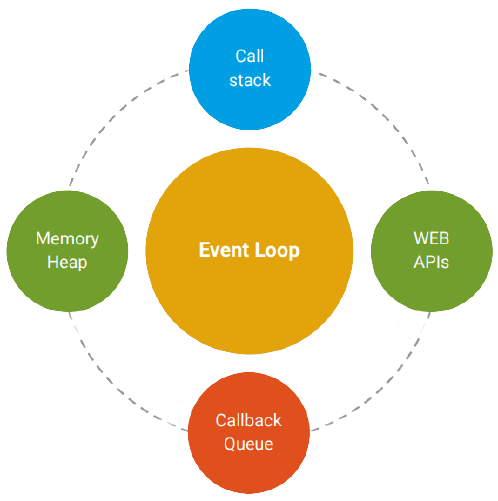 Call
stack
Memory
Heap
Event Loop
WEB
APIs
Callback
Queue